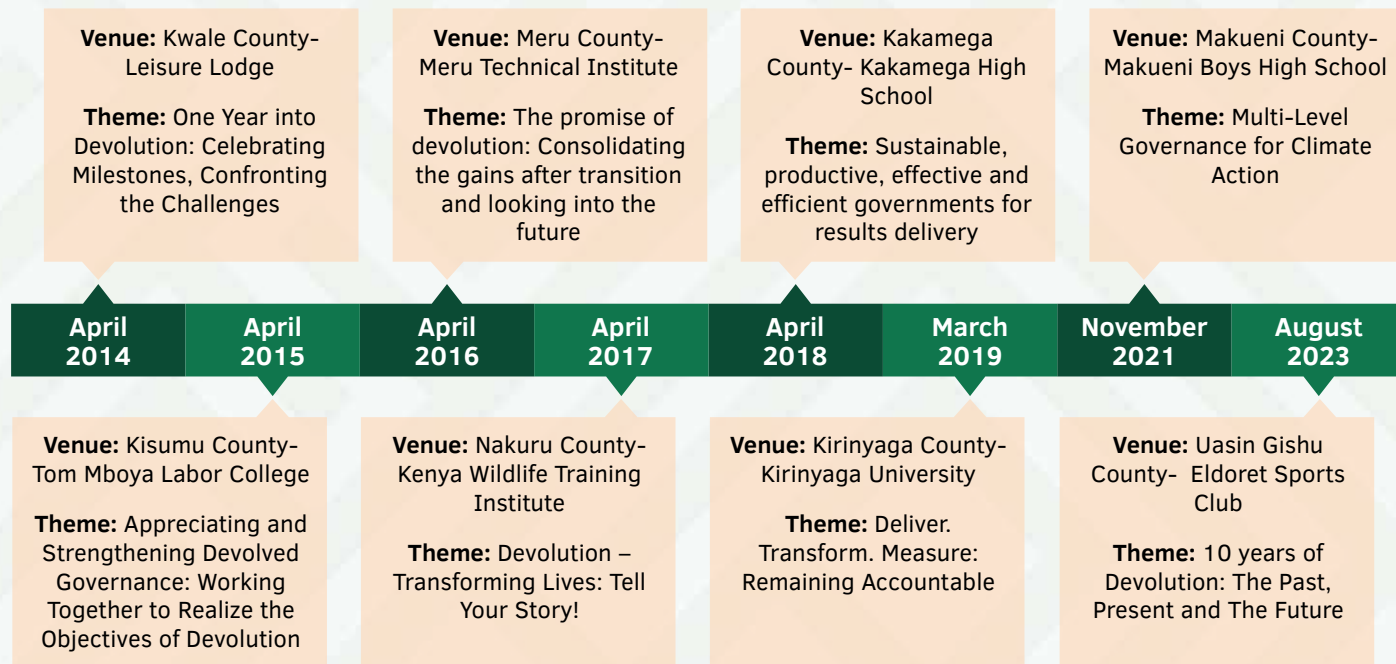 Venue: Kwale County-
Leisure Lodge
Theme: One Year into
Devolution: Celebrating
Milestones, Confronting
the Challenges
Venue: Meru County-
Meru Technical Institute
Theme: The promise of
devolution: Consolidating
the gains after transition
and looking into the
future
Venue: Kakamega
County- Kakamega High
School
Theme: Sustainable,
productive, effective and
efficient governments for
results delivery
Venue: Makueni County-
Makueni Boys High School
Theme: Multi-Level
Governance for Climate
Action
April
2014
April
2015
April
2016
April
2017
April
2018
March
2019
November
2021
August
2023
Venue: Kisumu County-
Tom Mboya Labor College
Theme: Appreciating and
Strengthening Devolved
Governance: Working
Together to Realize the
Objectives of Devolution
Venue: Nakuru County-
Kenya Wildlife Training
Institute
Theme: Devolution –
Transforming Lives: Tell
Your Story!
Venue: Kirinyaga County-
Kirinyaga University
Theme: Deliver.
Transform. Measure:
Remaining Accountable
Venue: Uasin Gishu
County- Eldoret Sports
Club
Theme: 10 years of
Devolution: The Past,
Present and The Future